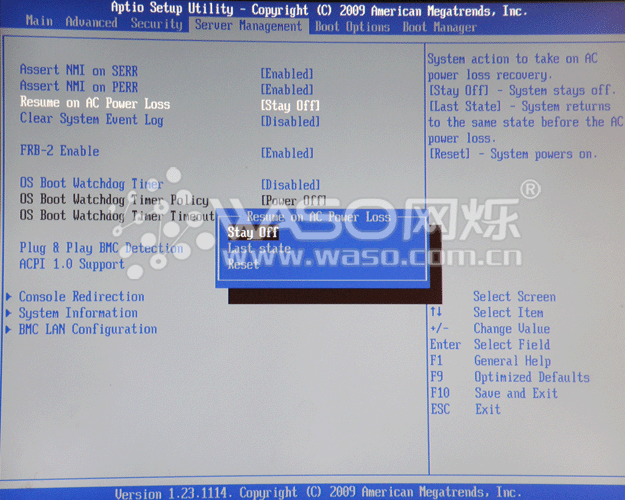 Aptio Setup Utility - Copyright (C) 2009 American Megatrends, Inc.
Main Advanced Security Server Management Boot Options Boot Manager
Assert NMI on SERR [Enabled]
Assert NMI on PERR [Enabled]
Resume on AC Power Loss [Stay Off]
Clear System Event Log [Disabled]
FRB-2 Enable [Enabled]
OS Boot Watchdog Timer [Disabled]
OS Boot Watchdog Timer Policy [Power Off]
OS Boot Watchdog Timer Timeout
Plug & Play BMC Detection
ACPI 1.0 Support
Console Redirection
System Information
BMC LAN Configuration
Resume on AC Power Loss
Stay Off
Last state
Reset
System action to take on AC
power loss recovery.
[Stay Off] - System stays off.
[Last State] - System returns
to the same state before the AC
power loss.
[Reset] - System powers on.
Select Screen
↑↓ Select Item
+/- Change Value
Enter Select Field
F1 General Help
F9 Optimized Defaults
F10 Save and Exit
ESC Exit
Version 1.23.1114. Copyright (C) 2009 American Megatrends, Inc.
WASO网烁®
www.waso.com.cn